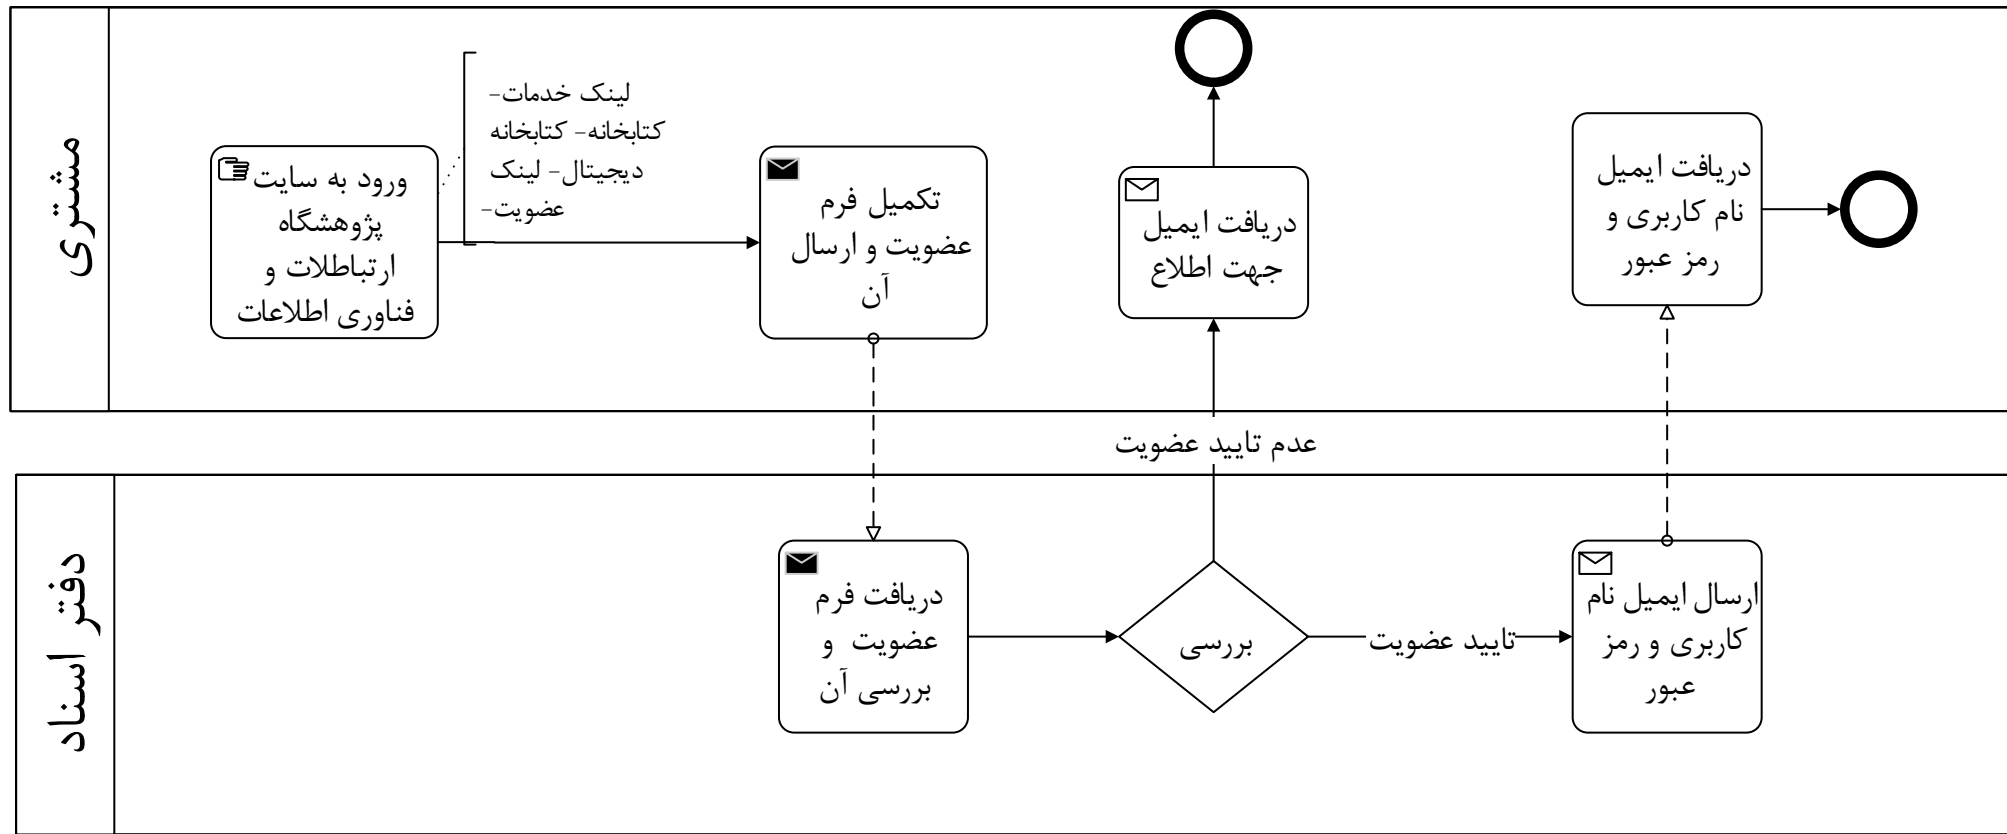 مشتری
ورود به سایت
پژوهشگاه
ارتباطلات و
فناوری اطلاعات
لینک خدمات-
کتابخانه- کتابخانه
دیجیتال- لینک
عضویت-
تکمیل فرم
عضویت و ارسال
آن
دریافت ایمیل
جهت اطلاع
دریافت ایمیل
نام کاربری و
رمز عبور
عدم تایید عضویت
دفتر اسناد
دریافت فرم
عضویت و
بررسی آن
بررسی
تایید عضویت
ارسال ایمیل نام
کاربری و رمز
عبور